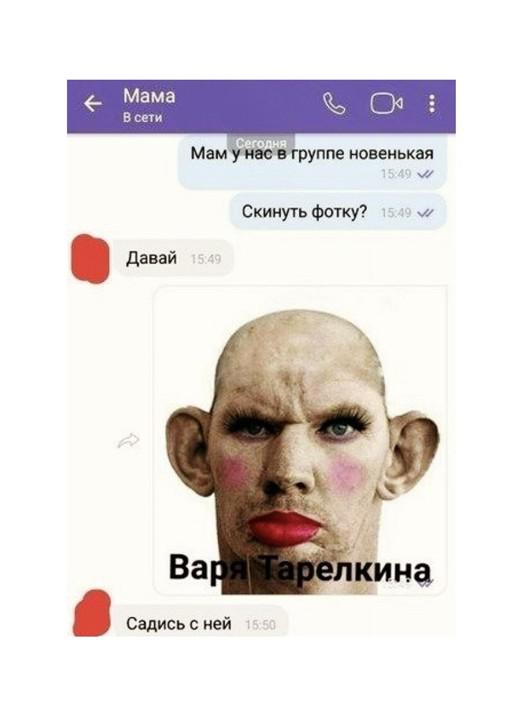 Мама
В сети
Сегодня
Мам у нас в группе новенькая
15:49
Скинуть фотку? 15:49
Давай 15:49
Варя Тарелкина
Садись с ней 15:50